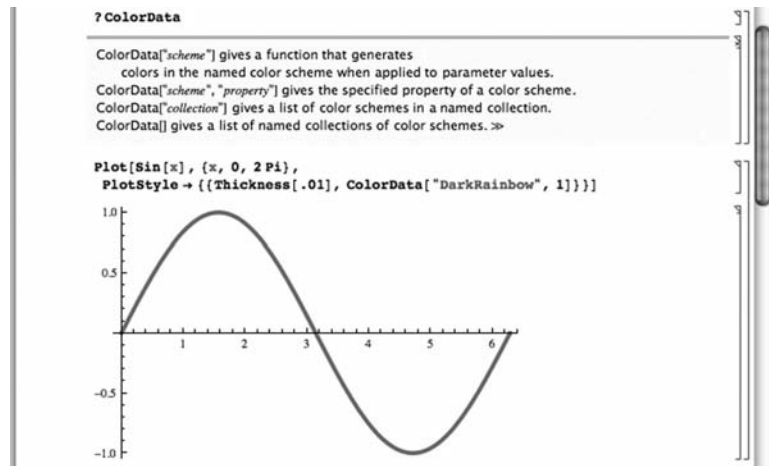 ? ColorData
ColorData["scheme"] gives a function that generates
colors in the named color scheme when applied to parameter values.
ColorData["scheme", "property"] gives the specified property of a color scheme.
ColorData["collection"] gives a list of color schemes in a named collection.
ColorData[] gives a list of named collections of color schemes. ≫
Plot[Sin[x], {x, 0, 2 Pi},
PlotStyle → {{Thickness[.01], ColorData["DarkRainbow", 1]}}]
1.0
0.5
1 2 3 4 5 6
-0.5
-1.0